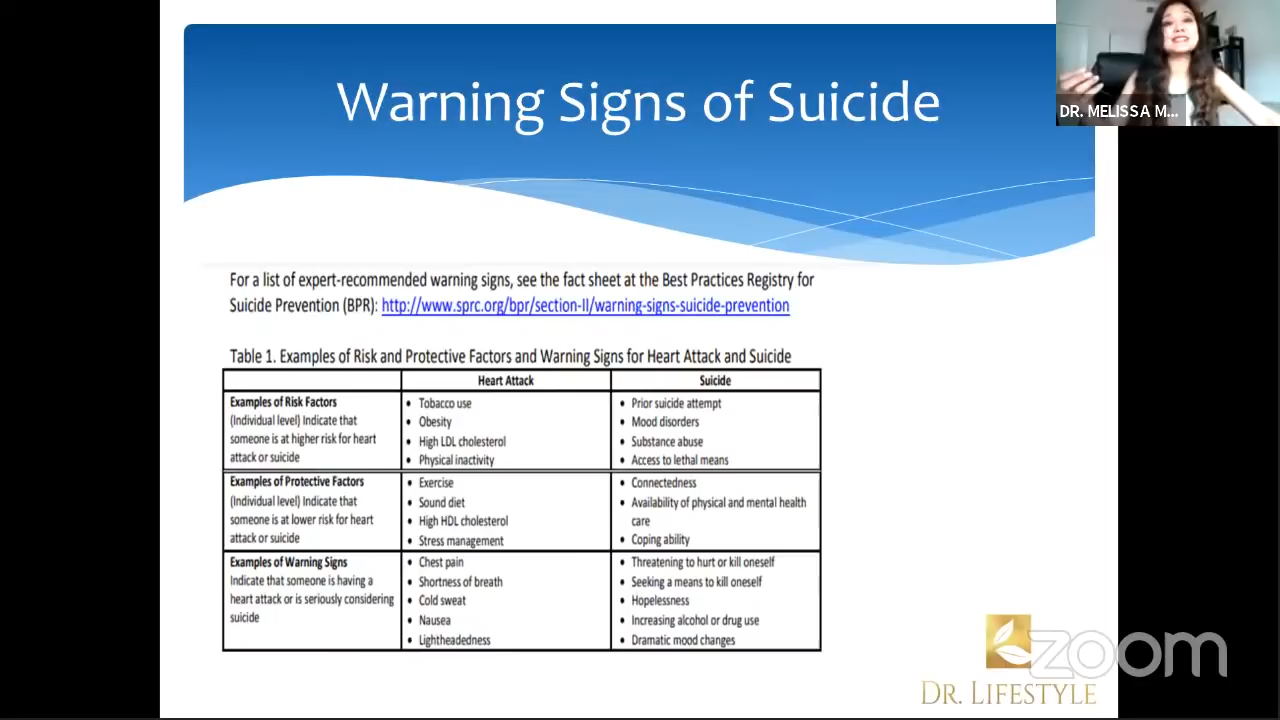 Warning Signs of Suicide
DR. MELISSA M...
For a list of expert-recommended warning signs, see the fact sheet at the Best Practices Registry for
Suicide Prevention (BPR): http://www.sprc.org/bpr/section-II/warning-signs-suicide-prevention
Table 1. Examples of Risk and Protective Factors and Warning Signs for Heart Attack and Suicide
Heart Attack
Suicide
Examples of Risk Factors
(Individual level) Indicate that
someone is at higher risk for heart
attack or suicide
• Tobacco use
• Obesity
• High LDL cholesterol
• Physical inactivity
• Prior suicide attempt
• Mood disorders
• Substance abuse
• Access to lethal means
Examples of Protective Factors
(Individual level) Indicate that
someone is at lower risk for heart
attack or suicide
• Exercise
• Sound diet
• High HDL cholesterol
• Stress management
• Connectedness
• Availability of physical and mental health
care
• Coping ability
Examples of Warning Signs
Indicate that someone is having a
heart attack or is seriously considering
suicide
• Chest pain
• Shortness of breath
• Cold sweat
• Nausea
• Lightheadedness
• Threatening to hurt or kill oneself
• Seeking a means to kill oneself
• Hopelessness
• Increasing alcohol or drug use
• Dramatic mood changes
zoom
DR. LIFESTYLE